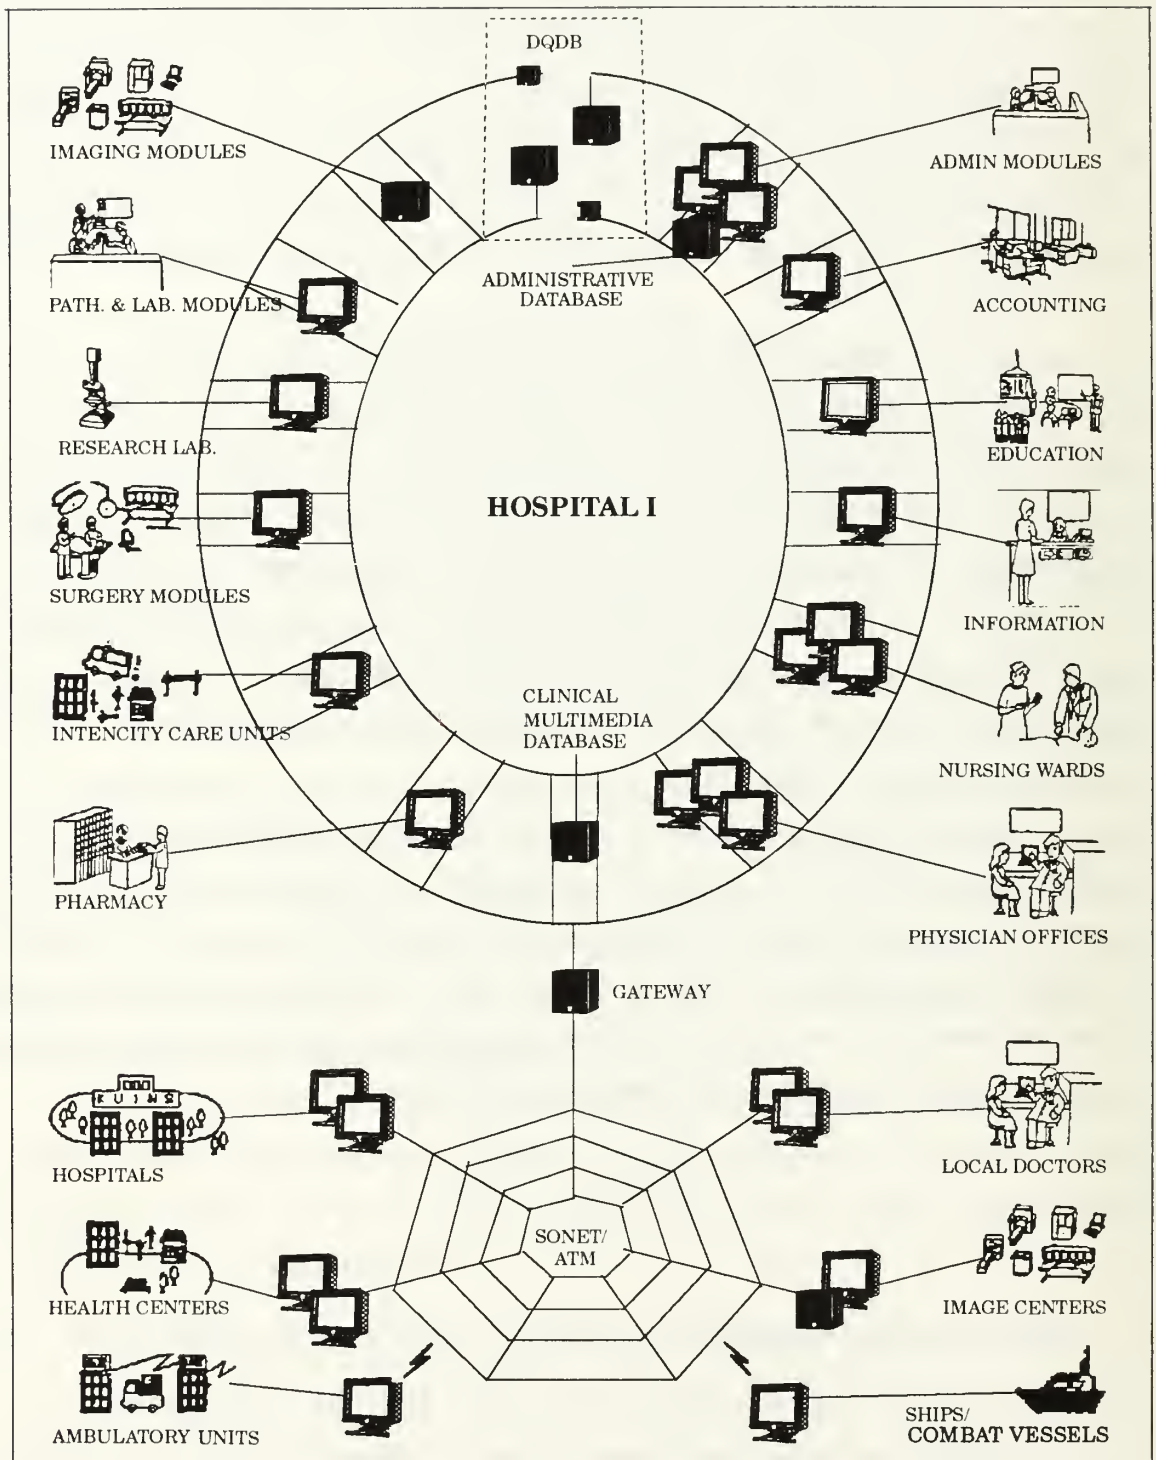 DQDB
IMAGING MODULES
ADMIN MODULES
PATH. & LAB. MODULES
ADMINISTRATIVE
DATABASE
ACCOUNTING
RESEARCH LAB.
EDUCATION
HOSPITAL I
SURGERY MODULES
INFORMATION
INTENCITY CARE UNITS
CLINICAL
MULTIMEDIA
DATABASE
NURSING WARDS
PHARMACY
PHYSICIAN OFFICES
GATEWAY
HOSPITALS
LOCAL DOCTORS
SONET/
ATM
HEALTH CENTERS
IMAGE CENTERS
AMBULATORY UNITS
SHIPS/
COMBAT VESSELS